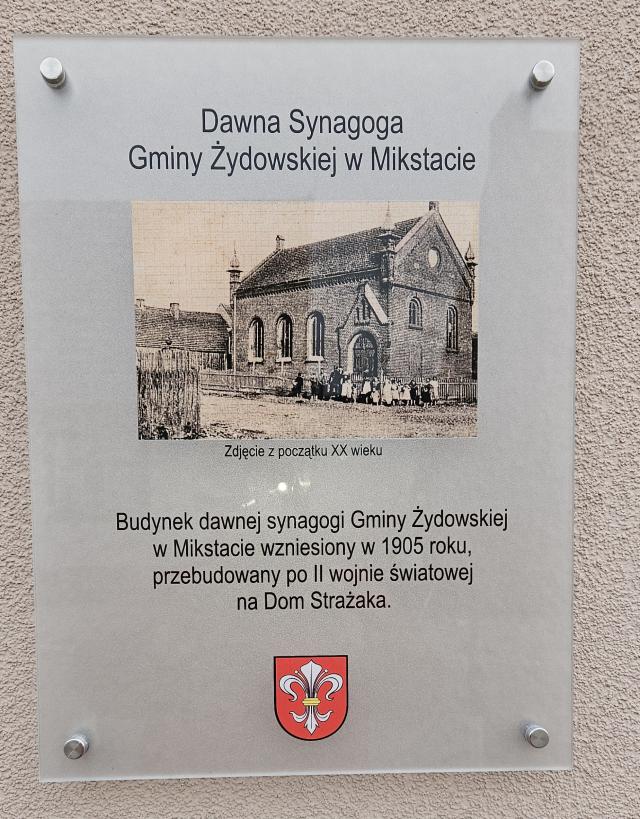 Dawna Synagoga
Gminy Żydowskiej w Mikstacie
Zdjęcie z początku XX wieku
Budynek dawnej synagogi Gminy Żydowskiej
w Mikstacie wzniesiony w 1905 roku,
przebudowany po II wojnie światowej
na Dom Strażaka.